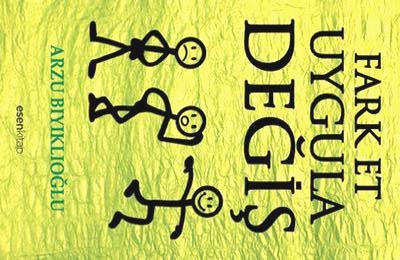 FARK ET
UYGULA
DEĞİŞ
ARZU BIYIKLIOĞLU
esenkitap